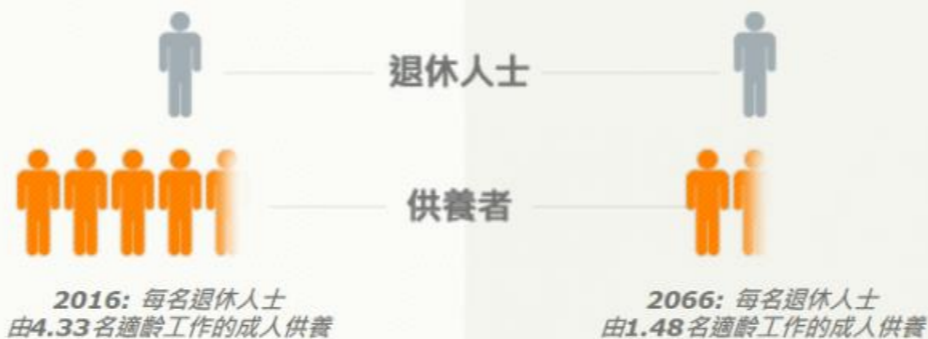 退休人士
供養者
2016: 每名退休人士
由4.33名適齡工作的成人供養
2066: 每名退休人士
由1.48名適齡工作的成人供養